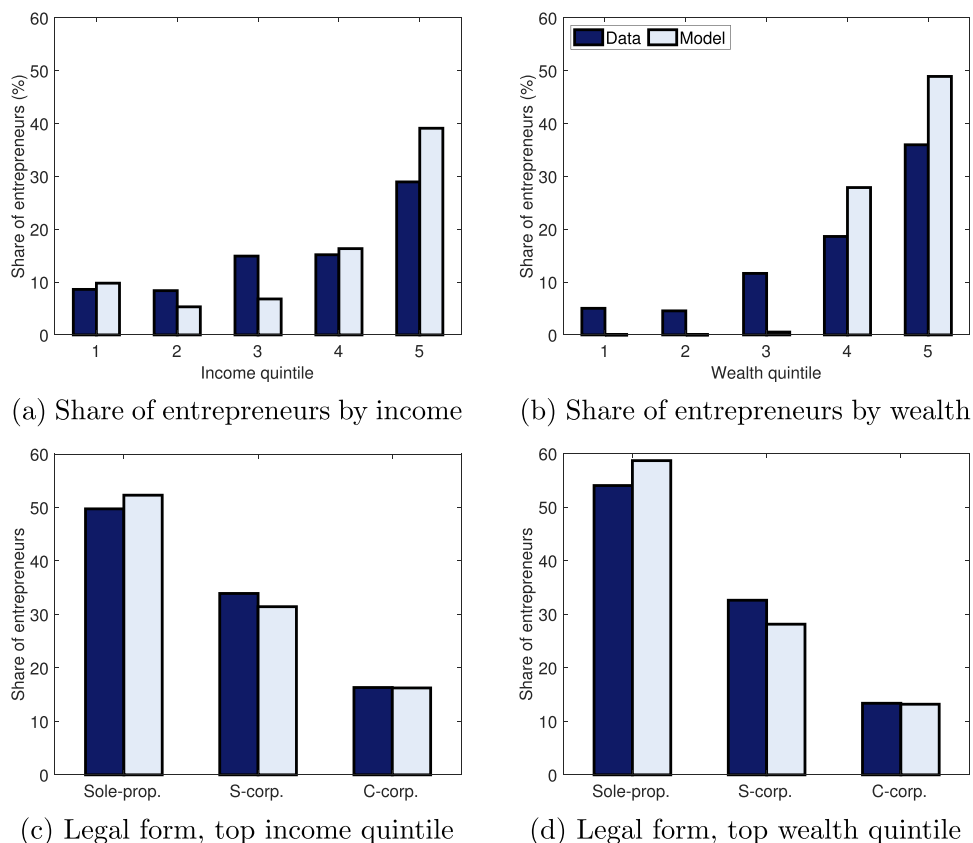 Share of entrepreneurs (%)
60
50
40
30
20
10
0
1 2 3 4 5
Income quintile
(a) Share of entrepreneurs by income
Share of entrepreneurs (%)
60
50
40
30
20
10
0
Data Model
1 2 3 4 5
Wealth quintile
(b) Share of entrepreneurs by wealth
Share of entrepreneurs
60
50
40
30
20
10
0
Sole-prop. S-corp. C-corp.
(c) Legal form, top income quintile
Share of entrepreneurs
60
50
40
30
20
10
0
Sole-prop. S-corp. C-corp.
(d) Legal form, top wealth quintile